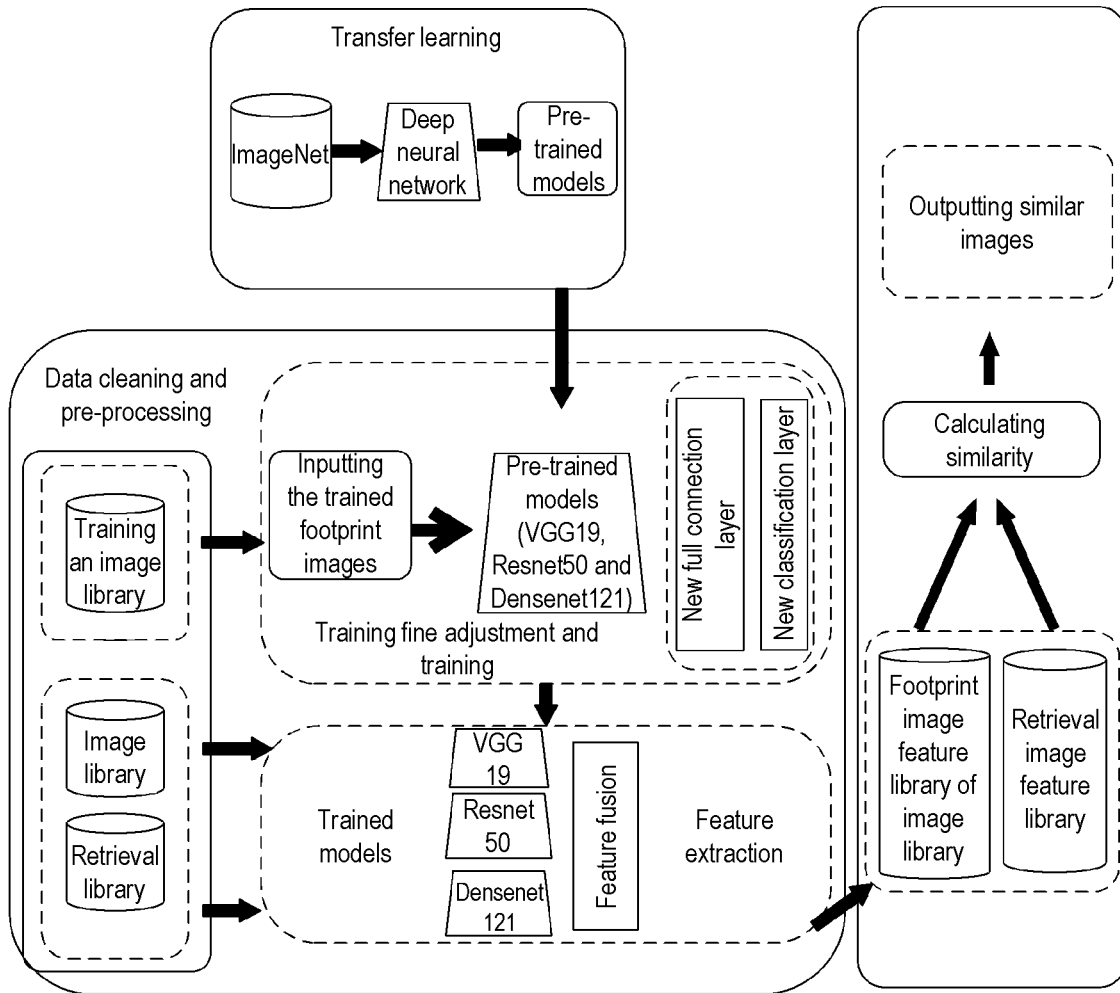 Transfer learning
ImageNet
Deep
neural
network
Pre-
trained
models
Data cleaning and
pre-processing
Training
an image
library
Image
library
Retrieval
library
Inputting
the trained
footprint
images
Pre-trained
models
(VGG19,
Resnet50 and
Densenet121)
New full connection
layer
New classification layer
Training fine adjustment and
training
Trained
models
VGG
19
Resnet
50
Densenet
121
Feature fusion
Feature
extraction
Outputting similar
images
Calculating
similarity
Footprint
image
feature
library of
image
library
Retrieval
image
feature
library